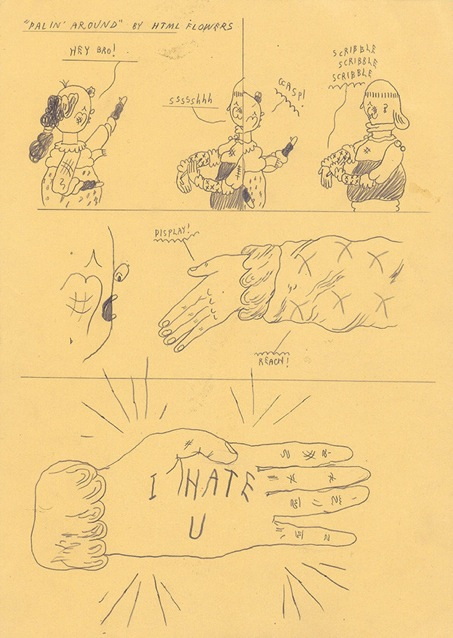 "PALIN' AROUND" BY HTML FLOWERS
HEY BRO!
ssssshhh
GASP!
SCRIBBLE
SCRIBBLE
SCRIBBLE
?
DISPLAY!
REACH!
I HATE
U